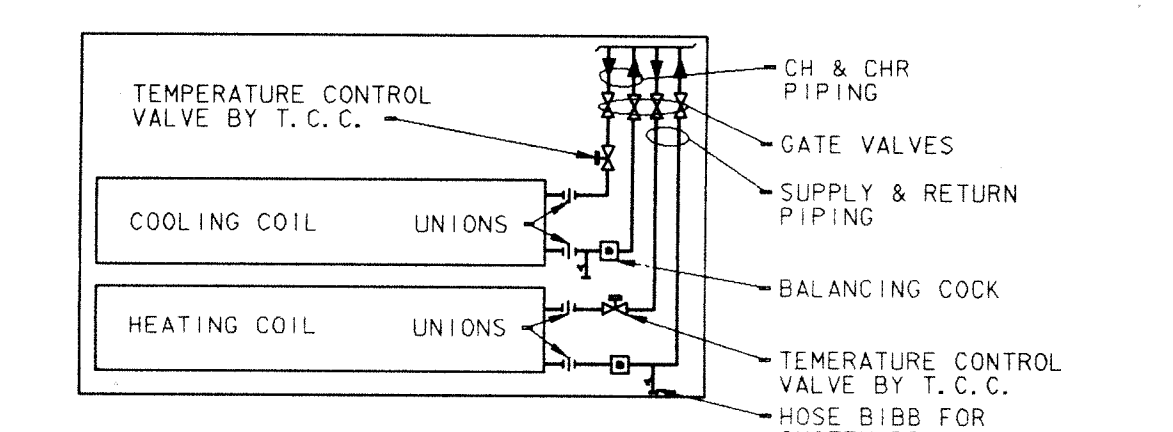 TEMPERATURE CONTROL
VALVE BY T.C.C.
COOLING COIL
UNIONS
HEATING COIL
UNIONS
CH & CHR
PIPING
GATE VALVES
SUPPLY & RETURN
PIPING
BALANCING COCK
TEMERATURE CONTROL
VALVE BY T.C.C.
HOSE BIBB FOR